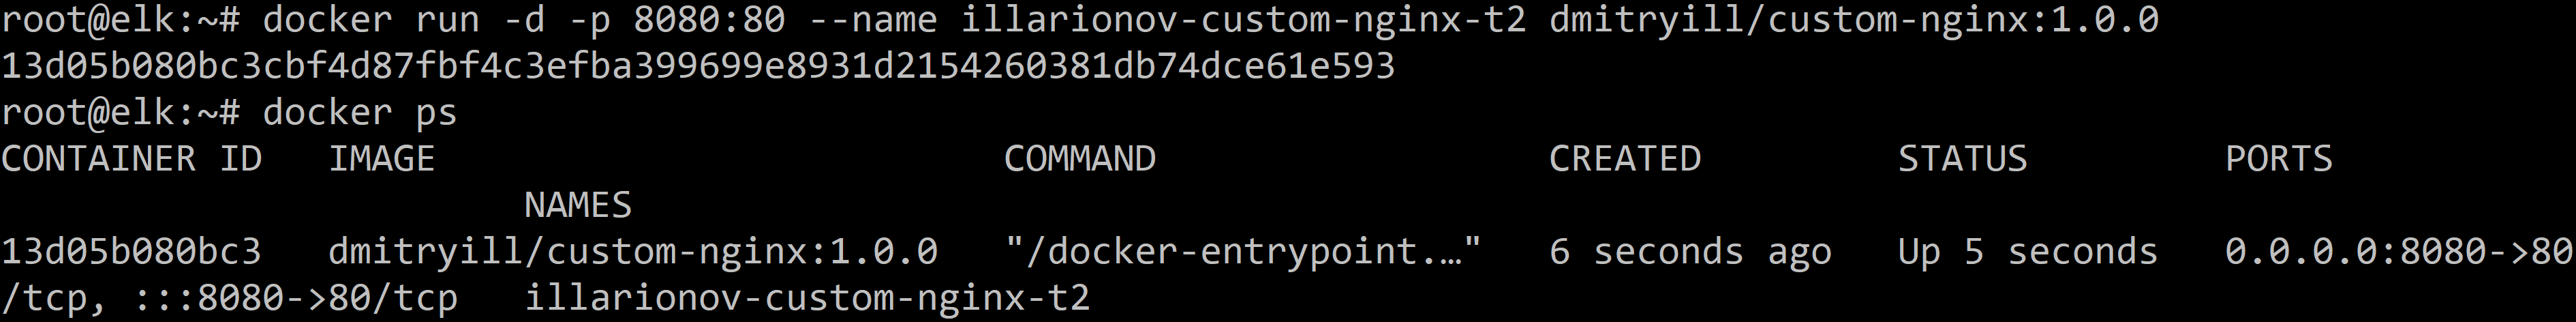 root@elk:~# docker run -d -p 8080:80 --name illarionov-custom-nginx-t2 dmitryill/custom-nginx:1.0.0
13d05b080bc3cbf4d87fbf4c3efba399699e8931d2154260381db74dce61e593
root@elk:~# docker ps
CONTAINER ID   IMAGE                          COMMAND                  CREATED         STATUS         PORTS
                        NAMES
13d05b080bc3   dmitryill/custom-nginx:1.0.0   "/docker-entrypoint.…"   6 seconds ago   Up 5 seconds   0.0.0.0:8080->80
/tcp, :::8080->80/tcp   illarionov-custom-nginx-t2